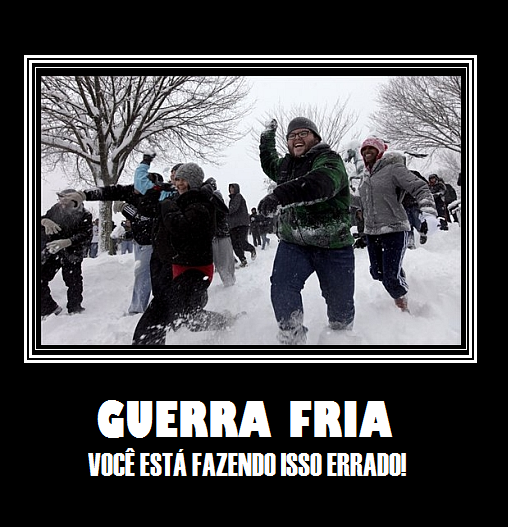 GUERRA FRIA
VOCÊ ESTÁ FAZENDO ISSO ERRADO!